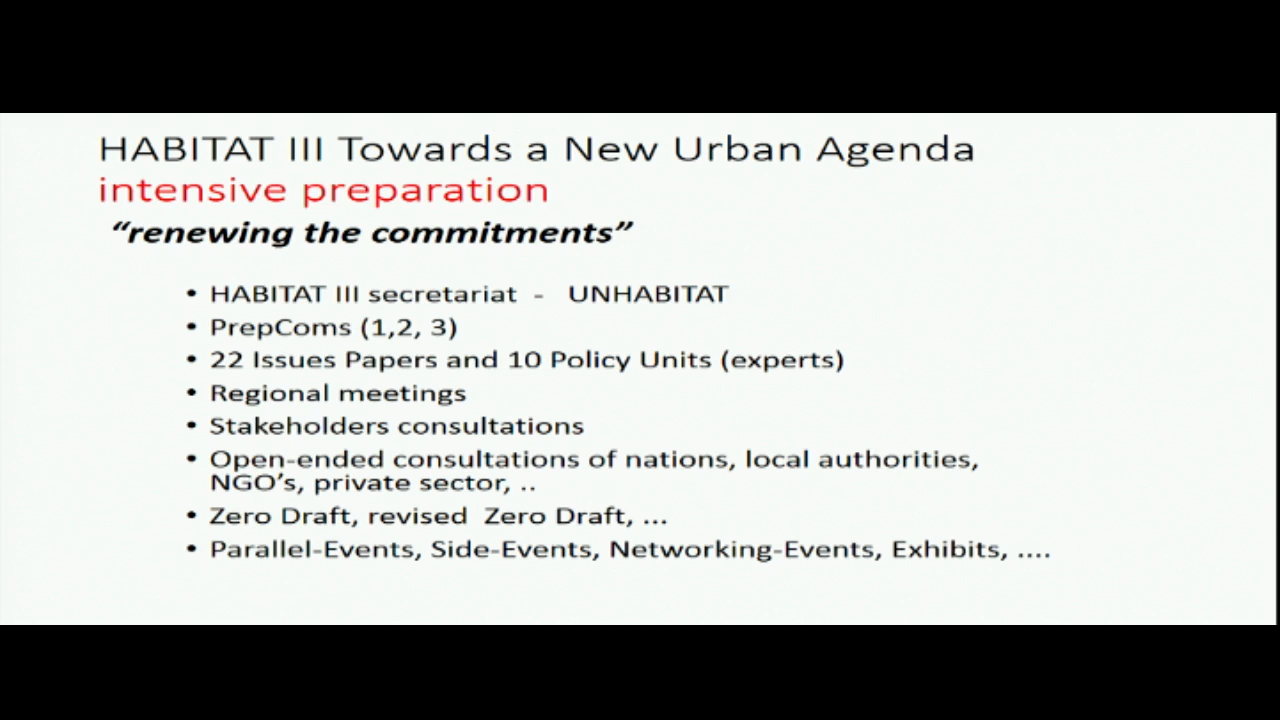 HABITAT III Towards a New Urban Agenda
intensive preparation
“renewing the commitments”
• HABITAT III secretariat - UNHABITAT
• PrepComs (1,2, 3)
• 22 Issues Papers and 10 Policy Units (experts)
• Regional meetings
• Stakeholders consultations
• Open-ended consultations of nations, local authorities,
NGO’s, private sector, ..
• Zero Draft, revised Zero Draft, ...
• Parallel-Events, Side-Events, Networking-Events, Exhibits, ....